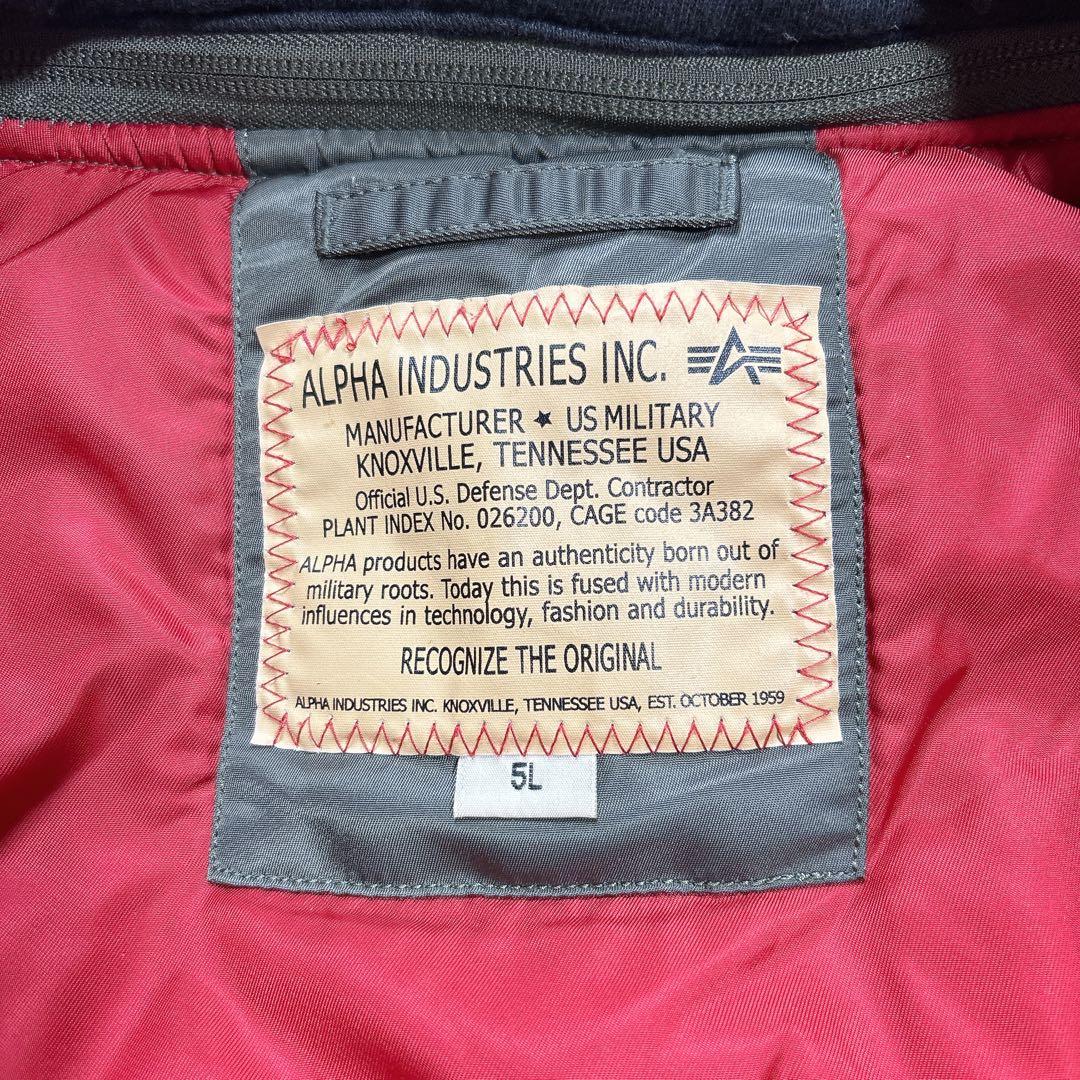 ALPHA INDUSTRIES INC.
MANUFACTURER ★ US MILITARY
KNOXVILLE, TENNESSEE USA
Official U.S. Defense Dept. Contractor
PLANT INDEX No. 026200, CAGE code 3A382
ALPHA products have an authenticity born out of
military roots. Today this is fused with modern
influences in technology, fashion and durability.
RECOGNIZE THE ORIGINAL
ALPHA INDUSTRIES INC. KNOXVILLE, TENNESSEE USA, EST. OCTOBER 1959
5L